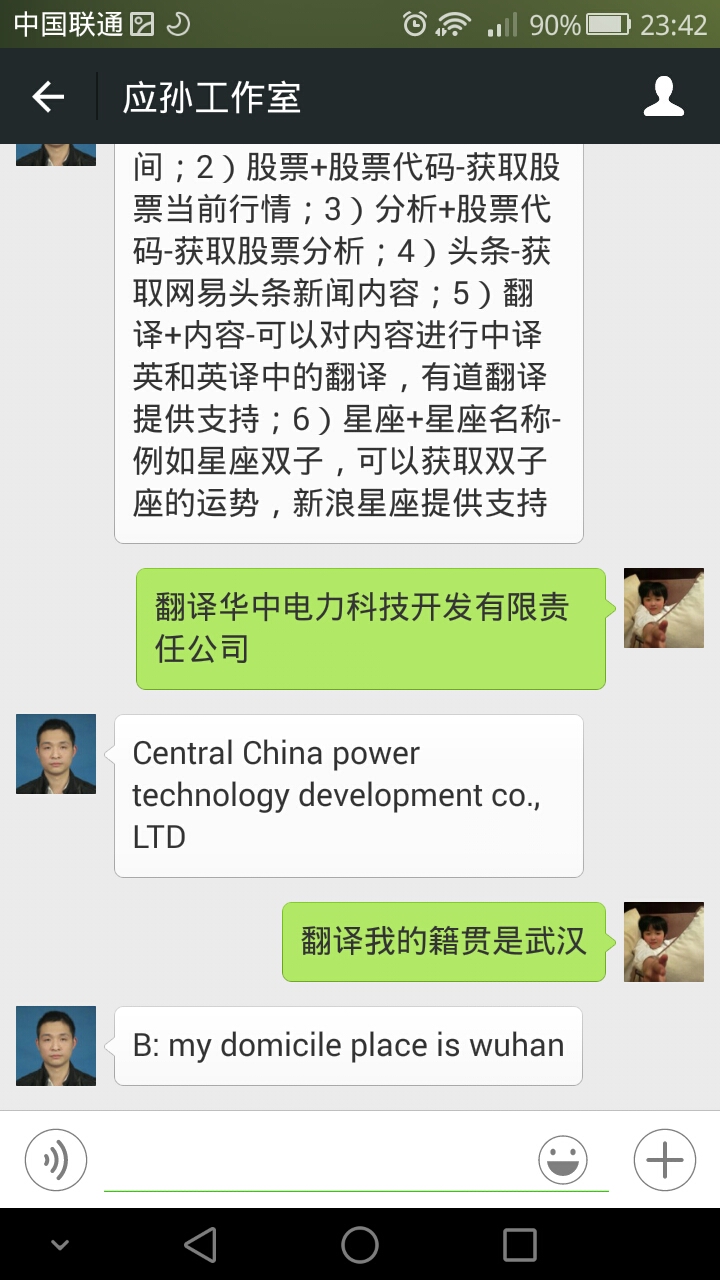 中国联通 90% 23:42
应孙工作室
间；2）股票+股票代码-获取股
票当前行情；3）分析+股票代
码-获取股票分析；4）头条-获
取网易头条新闻内容；5）翻
译+内容-可以对内容进行中译
英和英译中的翻译，有道翻译
提供支持；6）星座+星座名称-
例如星座双子，可以获取双子
座的运势，新浪星座提供支持
翻译华中电力科技开发有限责
任公司
Central China power
technology development co.,
LTD
翻译我的籍贯是武汉
B: my domicile place is wuhan